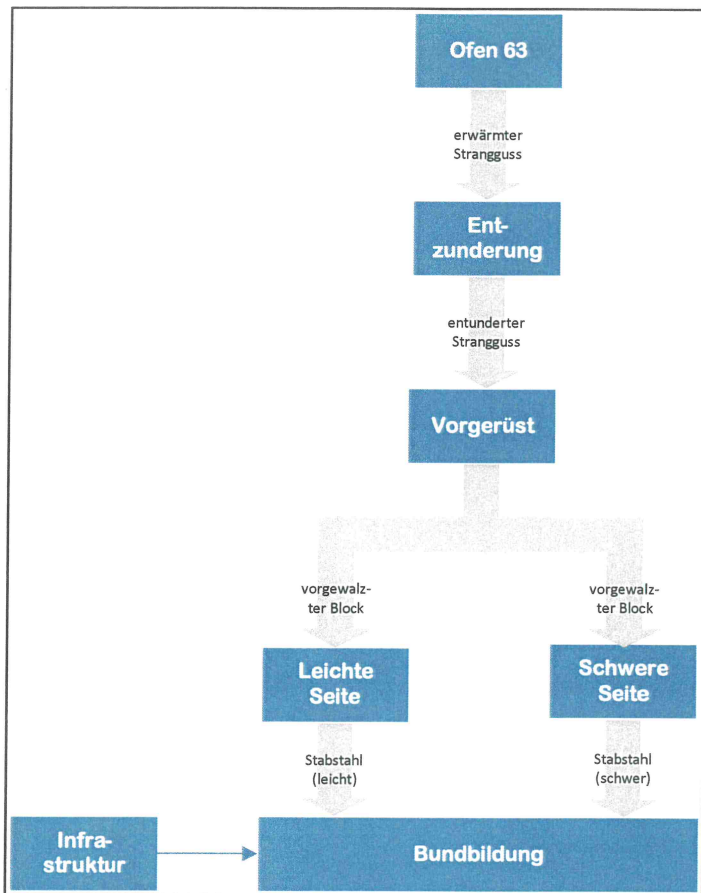 Ofen 63
erwärmter
Strangguss
Ent-
zunderung
entunderter
Strangguss
Vorgerüst
vorgewalz-
ter Block
vorgewalz-
ter Block
Leichte
Seite
Schwere
Seite
Stabstahl
(leicht)
Stabstahl
(schwer)
Infra-
struktur
Bundbildung